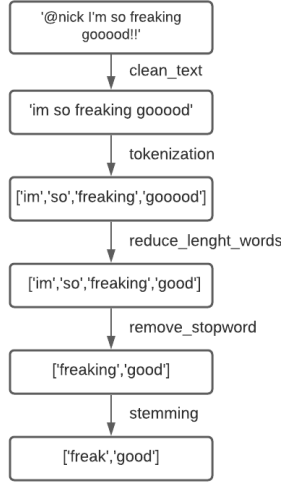 '@nick I'm so freaking
gooood!!'
clean_text
'im so freaking gooood'
tokenization
['im','so','freaking','gooood']
reduce_lenght_words
['im','so','freaking','good']
remove_stopword
['freaking','good']
stemming
['freak','good']